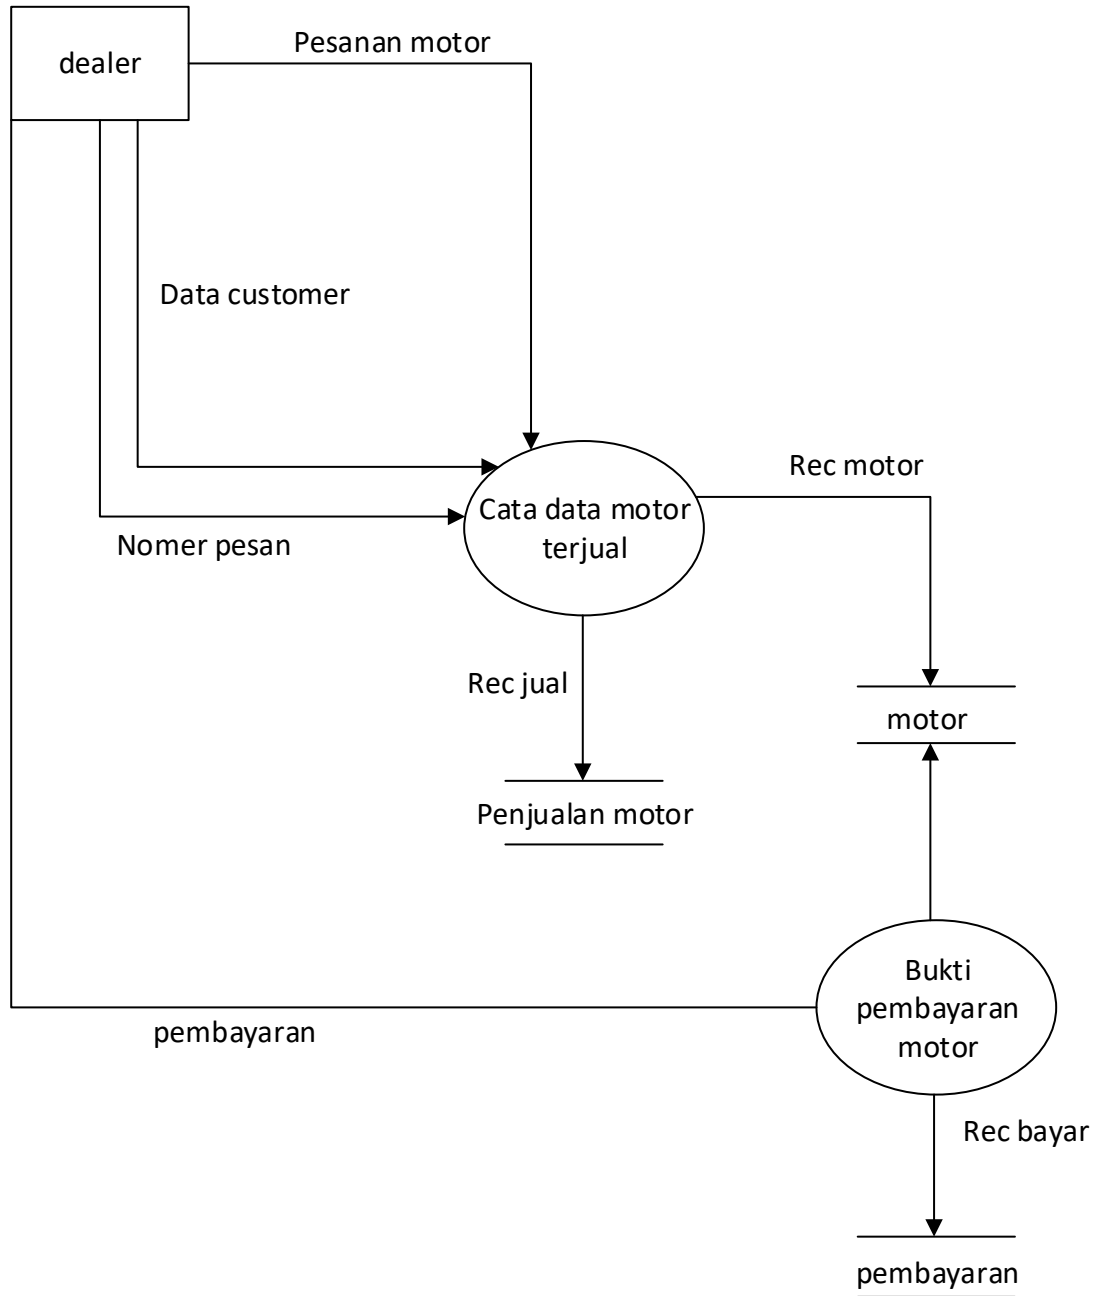 Pesanan motor
dealer
Data customer
Rec motor
Cata data motor
terjual
Nomer pesan
Rec jual
motor
Penjualan motor
Bukti
pembayaran
motor
pembayaran
Rec bayar
pembayaran